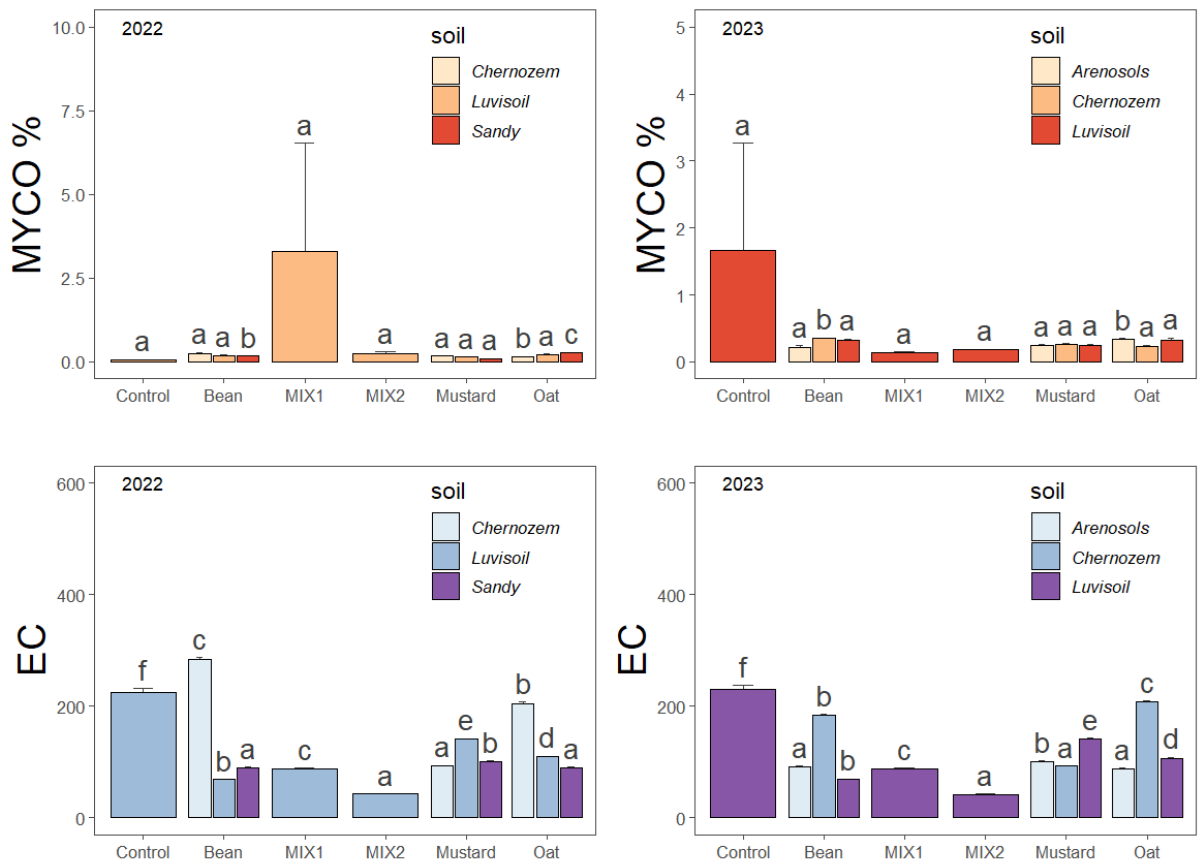 MYCO %
10.0
7.5
5.0
2.5
0.0
2022
soil
Chernozem
Luvisoil
Sandy
a
a a b
a
a
a a a
b a c
Control Bean MIX1 MIX2 Mustard Oat
MYCO %
5
4
3
2
1
0
2023
soil
Arenosols
Chernozem
Luvisoil
a
a b a
a
a
a a a
b a a
Control Bean MIX1 MIX2 Mustard Oat
EC
600
400
200
0
2022
soil
Chernozem
Luvisoil
Sandy
f
c b a
c
a
a e b
b d a
Control Bean MIX1 MIX2 Mustard Oat
EC
600
400
200
0
2023
soil
Arenosols
Chernozem
Luvisoil
f
a b b
c
a
b a e
a c d
Control Bean MIX1 MIX2 Mustard Oat